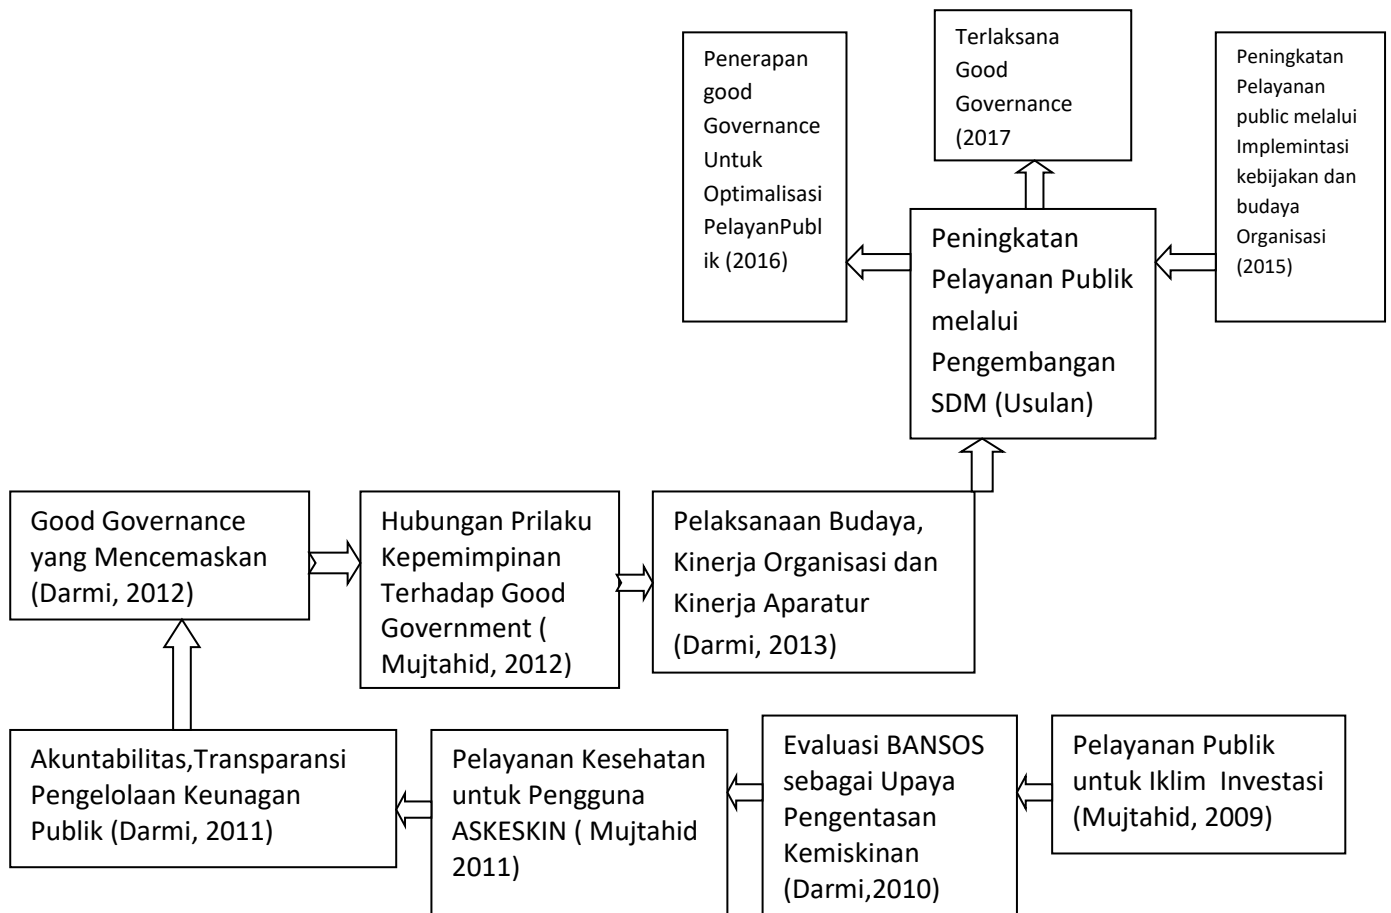 Penerapan
good
Governance
Untuk
Optimalisasi
PelayanPubl
ik (2016)
Terlaksana
Good
Governance
(2017
Peningkatan
Pelayanan
public melalui
Implemintasi
kebijakan dan
budaya
Organisasi
(2015)
Peningkatan
Pelayanan Publik
melalui
Pengembangan
SDM (Usulan)
Good Governance
yang Mencemaskan
(Darmi, 2012)
Hubungan Prilaku
Kepemimpinan
Terhadap Good
Government (
Mujtahid, 2012)
Pelaksanaan Budaya,
Kinerja Organisasi dan
Kinerja Aparatur
(Darmi, 2013)
Akuntabilitas,Transparansi
Pengelolaan Keunagan
Publik (Darmi, 2011)
Pelayanan Kesehatan
untuk Pengguna
ASKESKIN ( Mujtahid
2011)
Evaluasi BANSOS
sebagai Upaya
Pengentasan
Kemiskinan
(Darmi,2010)
Pelayanan Publik
untuk Iklim  Investasi
(Mujtahid, 2009)